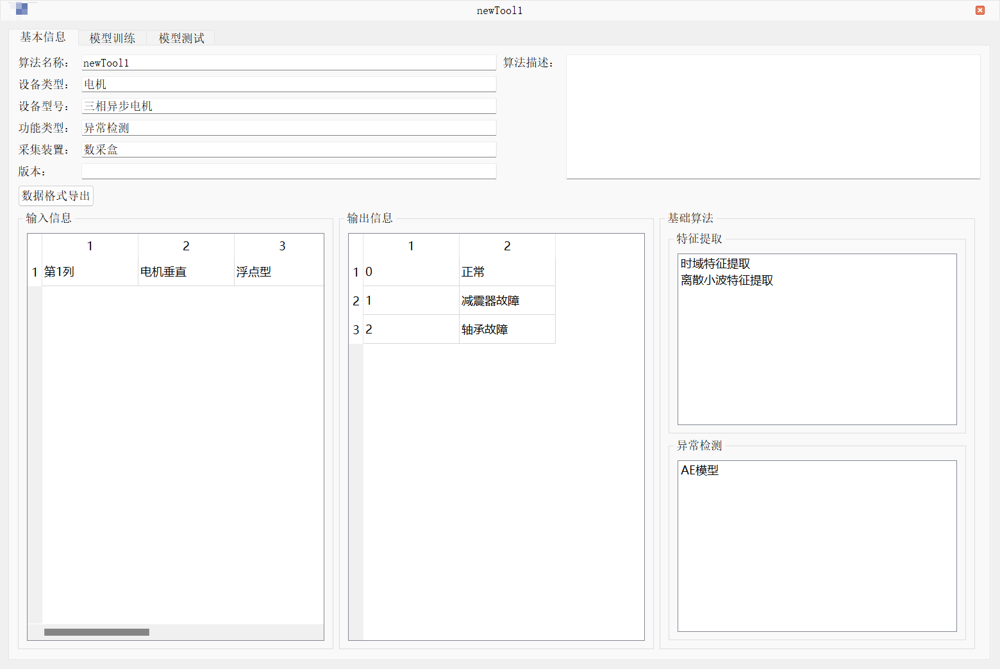 newTool1
基本信息 模型训练 模型测试
算法名称： newTool1
设备类型： 电机
设备型号： 三相异步电机
功能类型： 异常检测
采集装置： 数采盒
版本：
算法描述：
数据格式导出
输入信息
1 2 3
1 第1列 电机垂直 浮点型
输出信息
1 2
1 0 正常
2 1 减震器故障
3 2 轴承故障
基础算法
特征提取
时域特征提取
离散小波特征提取
异常检测
AE模型